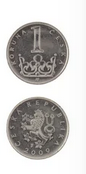 1
KORUNA ČESKÁ
ČESKÁ REPUBLIKA